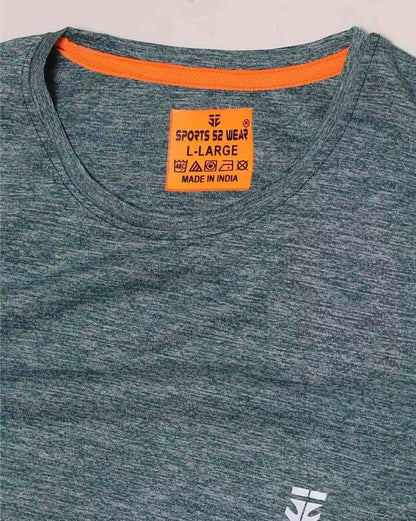 SPORTS 52 WEAR ®
L-LARGE
MADE IN INDIA